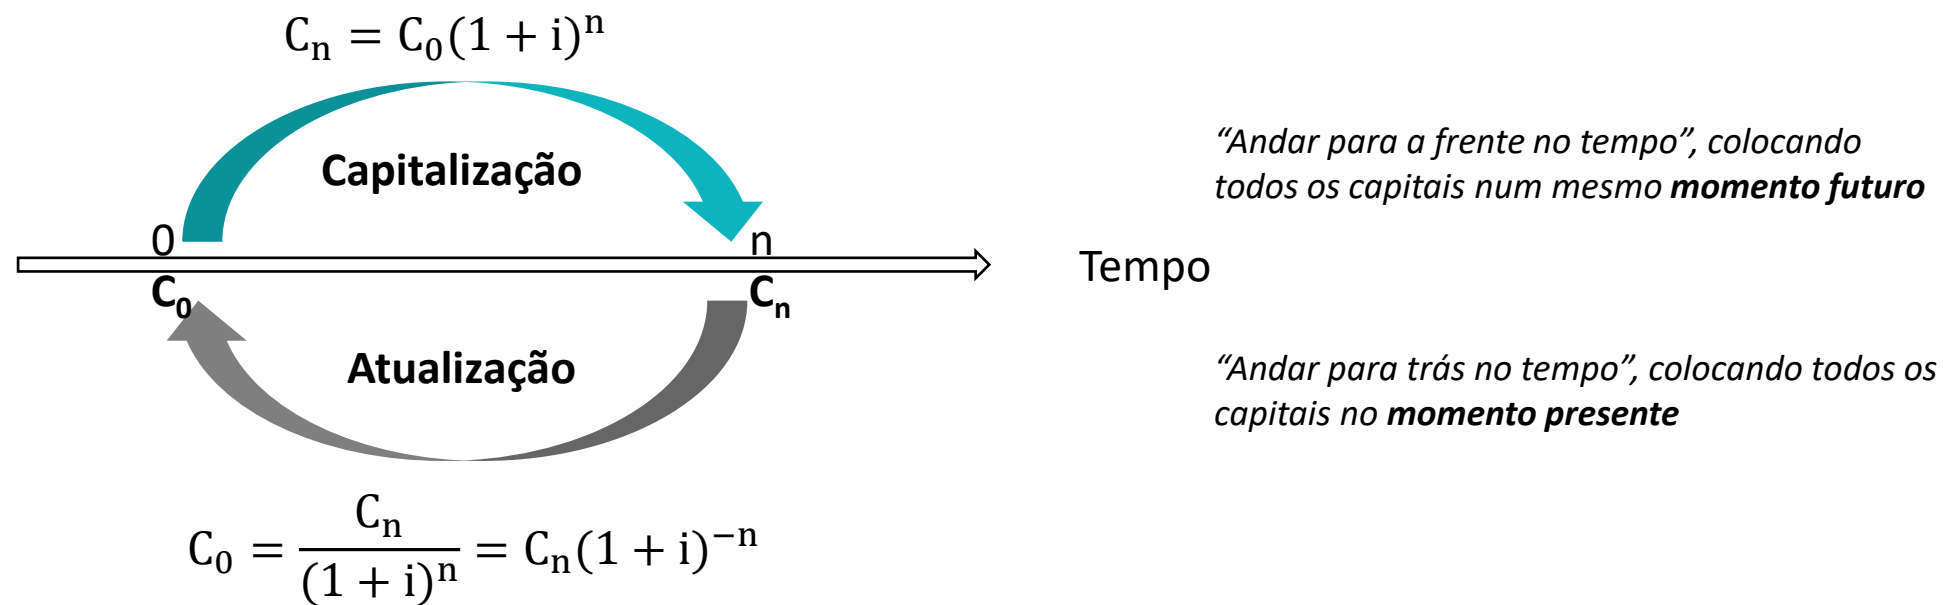 Cₙ = C₀(1 + i)ⁿ
Capitalização
“Andar para a frente no tempo”, colocando
todos os capitais num mesmo momento futuro
0 n
Tempo
C₀ Cₙ
Atualização
“Andar para trás no tempo”, colocando todos os
capitais no momento presente
C₀ = Cₙ/(1 + i)ⁿ = Cₙ(1 + i)⁻ⁿ